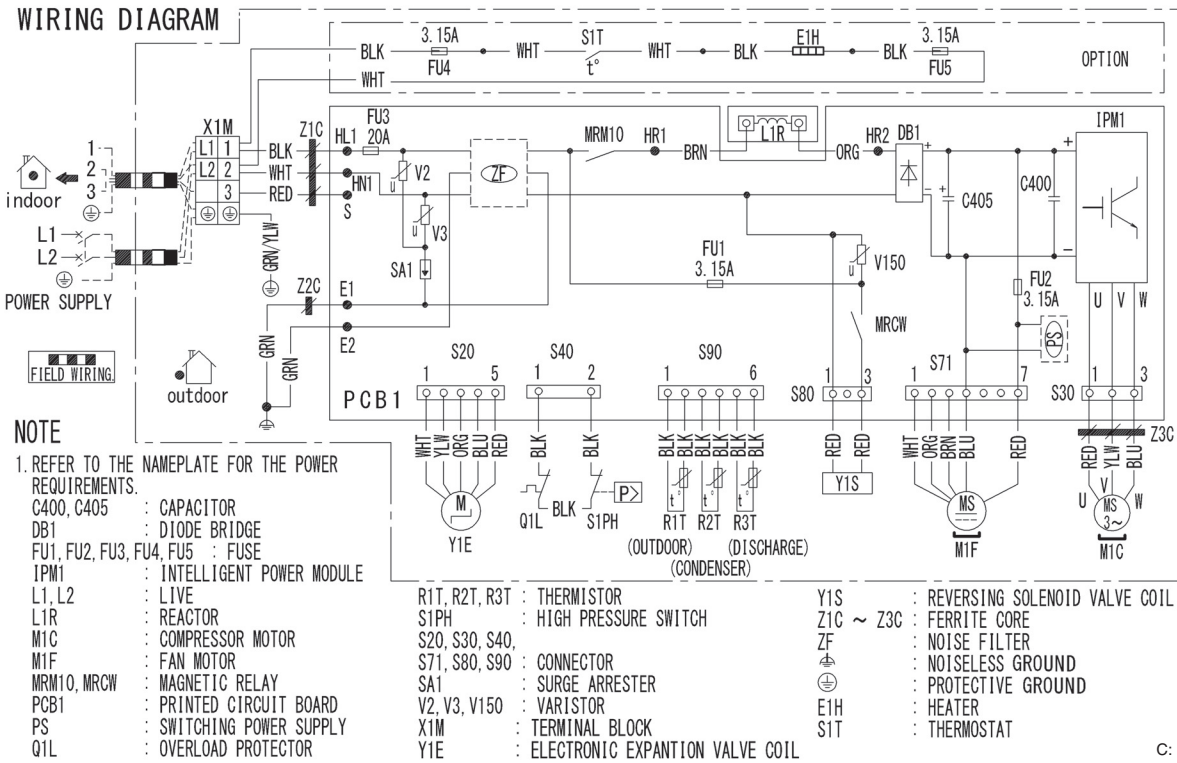 WIRING DIAGRAM
3.15A S1T E1H 3.15A
BLK WHT t° WHT BLK BLK
FU4 FU5
OPTION
WHT
X1M Z1C HL1 FU3
20A
MRM10 HR1 L1R HR2 DB1 IPM1
L1 1 BLK
L2 2 WHT
3 RED
HN1
S
BRN ORG
1
2
3
indoor
V2
u
ZF
V3
u
SA1
+ − + +
C405 C400
−
L1
L2
POWER SUPPLY
GRN/YLW
Z2C E1
E2
FU1
3.15A
V150
u
FU2
3.15A
U V W
MRCW
PS
GRN
GRN
FIELD WIRING.
outdoor
PCB1
S20 S40 S90 S71
1 5 1 2 1 6 S80 1 3 1 7 S30 1 3
Z3C
WHT YLW ORG BLU RED BLK BLK BLK BLK BLK BLK BLK BLK RED RED WHT ORG BRN BLU RED RED YLW BLU
M
Y1E
Q1L BLK S1PH
P>
t° t° t°
R1T R2T R3T
(OUTDOOR) (DISCHARGE)
(CONDENSER)
Y1S
MS
M1F
U V W
MS
3~
M1C
NOTE
1. REFER TO THE NAMEPLATE FOR THE POWER
REQUIREMENTS.
C400, C405 : CAPACITOR
DB1 : DIODE BRIDGE
FU1, FU2, FU3, FU4, FU5 : FUSE
IPM1 : INTELLIGENT POWER MODULE
L1, L2 : LIVE
L1R : REACTOR
M1C : COMPRESSOR MOTOR
M1F : FAN MOTOR
MRM10, MRCW : MAGNETIC RELAY
PCB1 : PRINTED CIRCUIT BOARD
PS : SWITCHING POWER SUPPLY
Q1L : OVERLOAD PROTECTOR
R1T, R2T, R3T : THERMISTOR
S1PH : HIGH PRESSURE SWITCH
S20, S30, S40,
S71, S80, S90 : CONNECTOR
SA1 : SURGE ARRESTER
V2, V3, V150 : VARISTOR
X1M : TERMINAL BLOCK
Y1E : ELECTRONIC EXPANTION VALVE COIL
Y1S : REVERSING SOLENOID VALVE COIL
Z1C ~ Z3C : FERRITE CORE
ZF : NOISE FILTER
: NOISELESS GROUND
: PROTECTIVE GROUND
E1H : HEATER
S1T : THERMOSTAT
C: